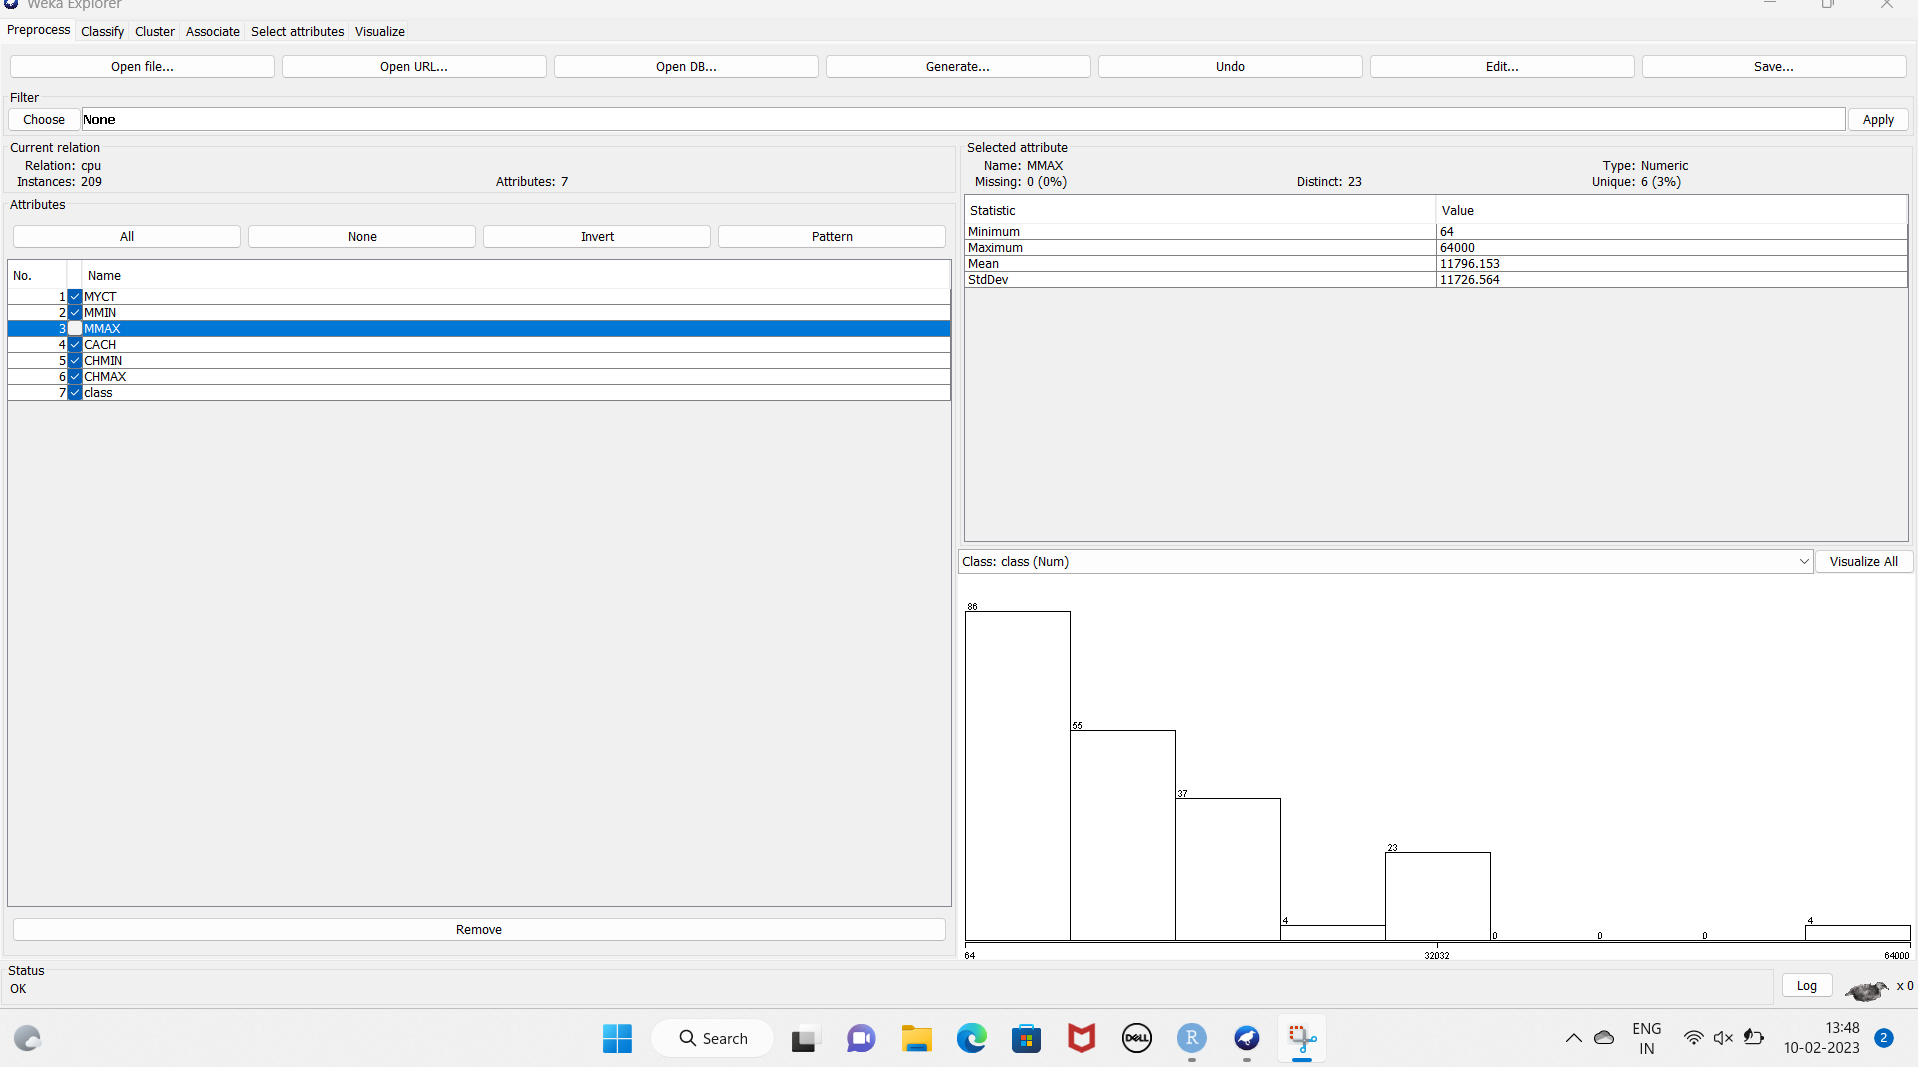 Weka Explorer
Preprocess Classify Cluster Associate Select attributes Visualize
Open file... Open URL... Open DB... Generate... Undo Edit... Save...
Filter
Choose None Apply
Current relation
Relation: cpu
Instances: 209 Attributes: 7
Attributes
All None Invert Pattern
No. Name
1 MYCT
2 MMIN
3 MMAX
4 CACH
5 CHMIN
6 CHMAX
7 class
Remove
Selected attribute
Name: MMAX Type: Numeric
Missing: 0 (0%) Distinct: 23 Unique: 6 (3%)
Statistic Value
Minimum 64
Maximum 64000
Mean 11796.153
StdDev 11726.564
Class: class (Num) Visualize All
86
55
37
4
23
0
0
0
4
64 32032 64000
Status
OK
Log x 0
Search
DELL
R
ENG
IN
13:48
10-02-2023
2